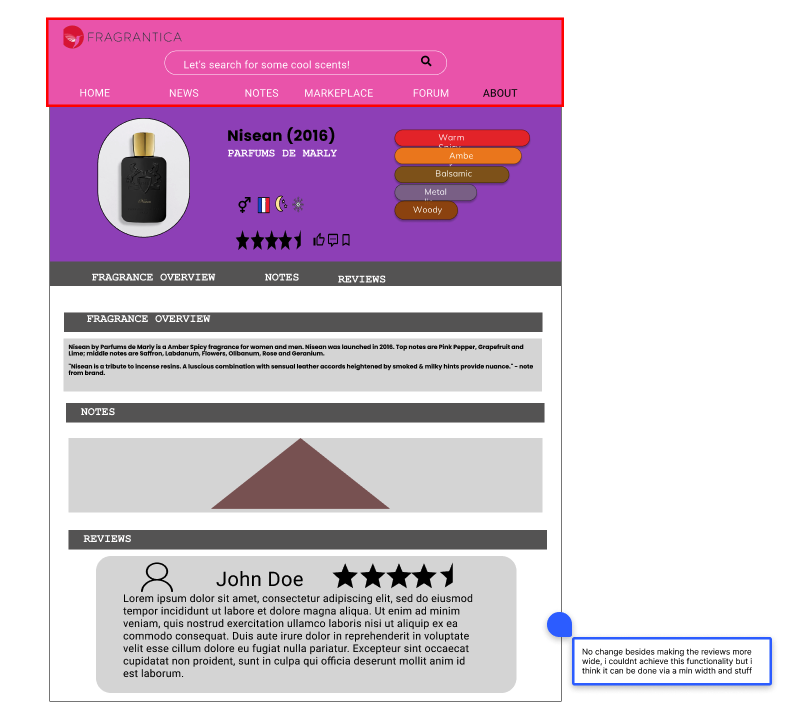 FRAGRANTICA
Let's search for some cool scents!
HOME NEWS NOTES MARKEPLACE FORUM ABOUT
Nisean (2016)
PARFUMS DE MARLY
Warm
Ambe
Balsamic
Metal
Woody
FRAGRANCE OVERVIEW NOTES REVIEWS
FRAGRANCE OVERVIEW
Nisean by Parfums de Marly is a Amber Spicy fragrance for women and men. Nisean was launched in 2016. Top notes are Pink Pepper, Grapefruit and
Lime; middle notes are Saffron, Labdanum, Flowers, Olibanum, Rose and Geranium.
"Nisean is a tribute to incense resins. A luscious combination with sensual leather accords heightened by smoked & milky hints provide nuance." - note
from brand.
NOTES
REVIEWS
John Doe
Lorem ipsum dolor sit amet, consectetur adipiscing elit, sed do eiusmod
tempor incididunt ut labore et dolore magna aliqua. Ut enim ad minim
veniam, quis nostrud exercitation ullamco laboris nisi ut aliquip ex ea
commodo consequat. Duis aute irure dolor in reprehenderit in voluptate
velit esse cillum dolore eu fugiat nulla pariatur. Excepteur sint occaecat
cupidatat non proident, sunt in culpa qui officia deserunt mollit anim id
est laborum.
No change besides making the reviews more
wide, i couldnt achieve this functionality but i
think it can be done via a min width and stuff